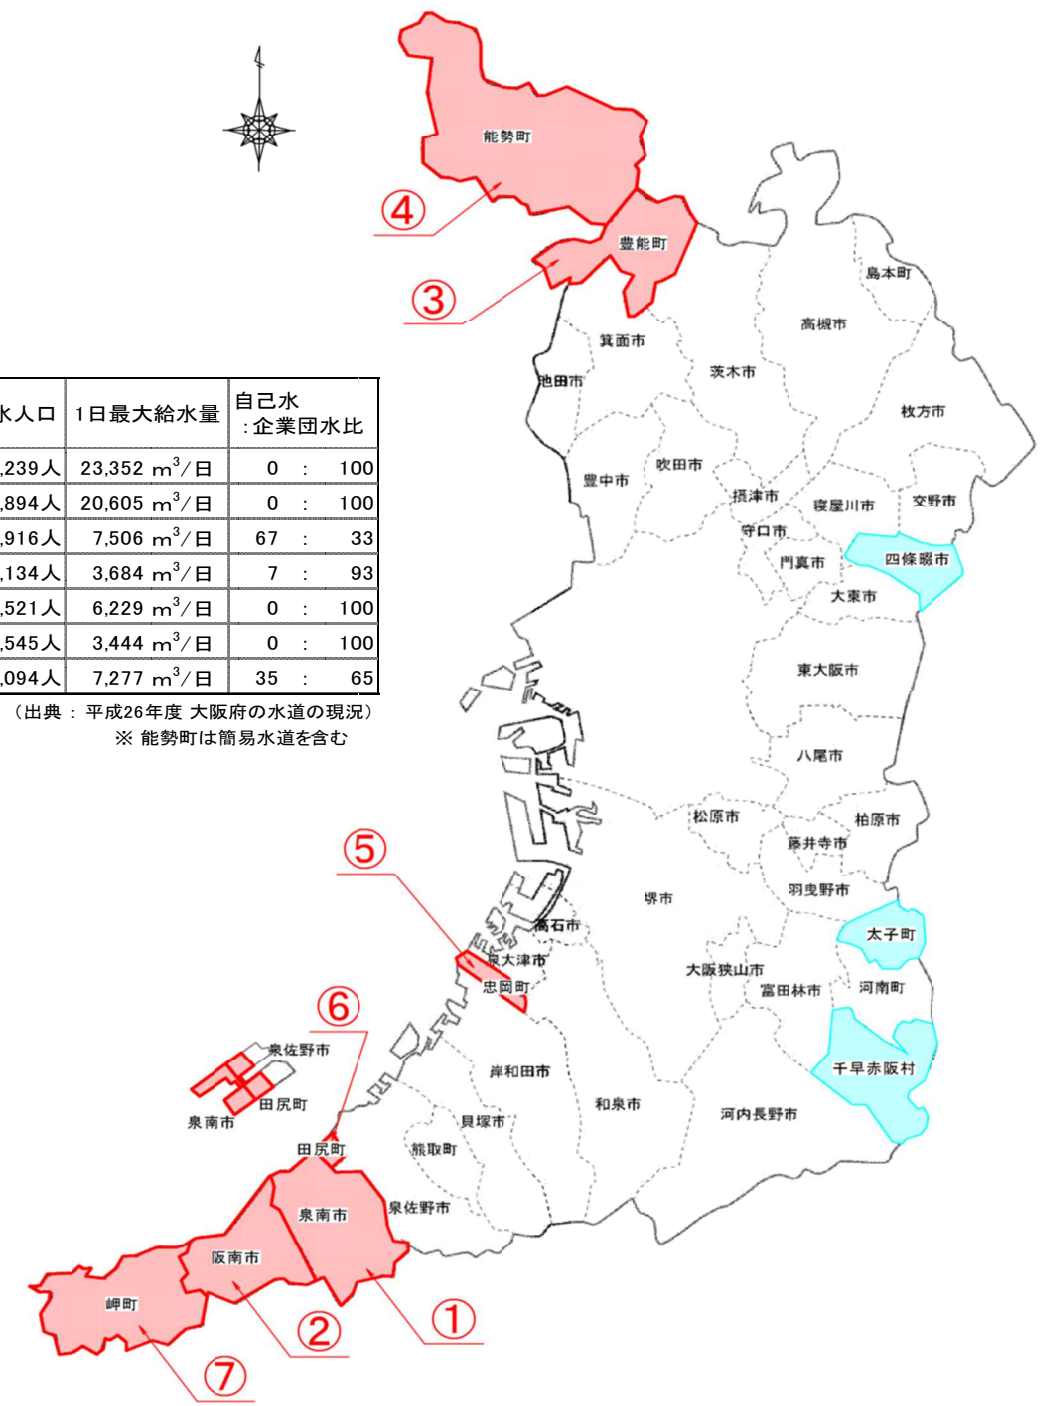 能勢町
④
豊能町
③
島本町
高槻市
箕面市
茨木市
池田市
枚方市
水人口 1日最大給水量 自己水
:企業団水比
,239人 23,352 m³/日 0 : 100
,894人 20,605 m³/日 0 : 100
,916人 7,506 m³/日 67 : 33
,134人 3,684 m³/日 7 : 93
,521人 6,229 m³/日 0 : 100
,545人 3,444 m³/日 0 : 100
,094人 7,277 m³/日 35 : 65
(出典 : 平成26年度 大阪府の水道の現況)
※ 能勢町は簡易水道を含む
吹田市
豊中市
摂津市
寝屋川市
交野市
守口市
門真市
四條畷市
大東市
東大阪市
八尾市
松原市
柏原市
藤井寺市
⑤
羽曳野市
堺市
高石市
太子町
泉大津市
大阪狭山市
忠岡町
富田林市
河南町
⑥
泉佐野市
岸和田市
千早赤阪村
田尻町
和泉市
河内長野市
泉南市
貝塚市
田尻町
熊取町
泉佐野市
泉南市
阪南市
岬町
①
②
⑦